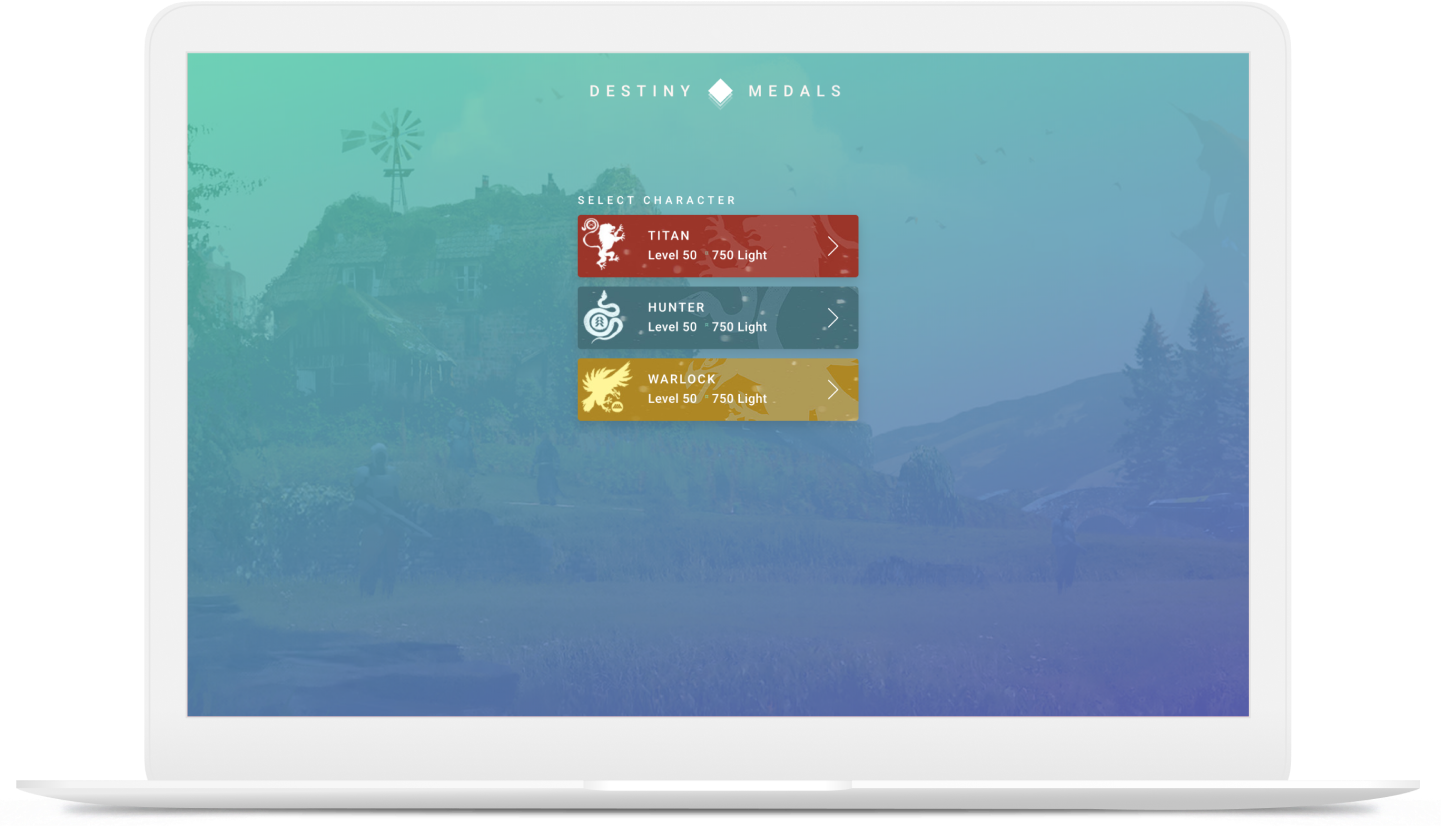 DESTINY MEDALS
SELECT CHARACTER
TITAN
Level 50 750 Light
HUNTER
Level 50 750 Light
WARLOCK
Level 50 750 Light